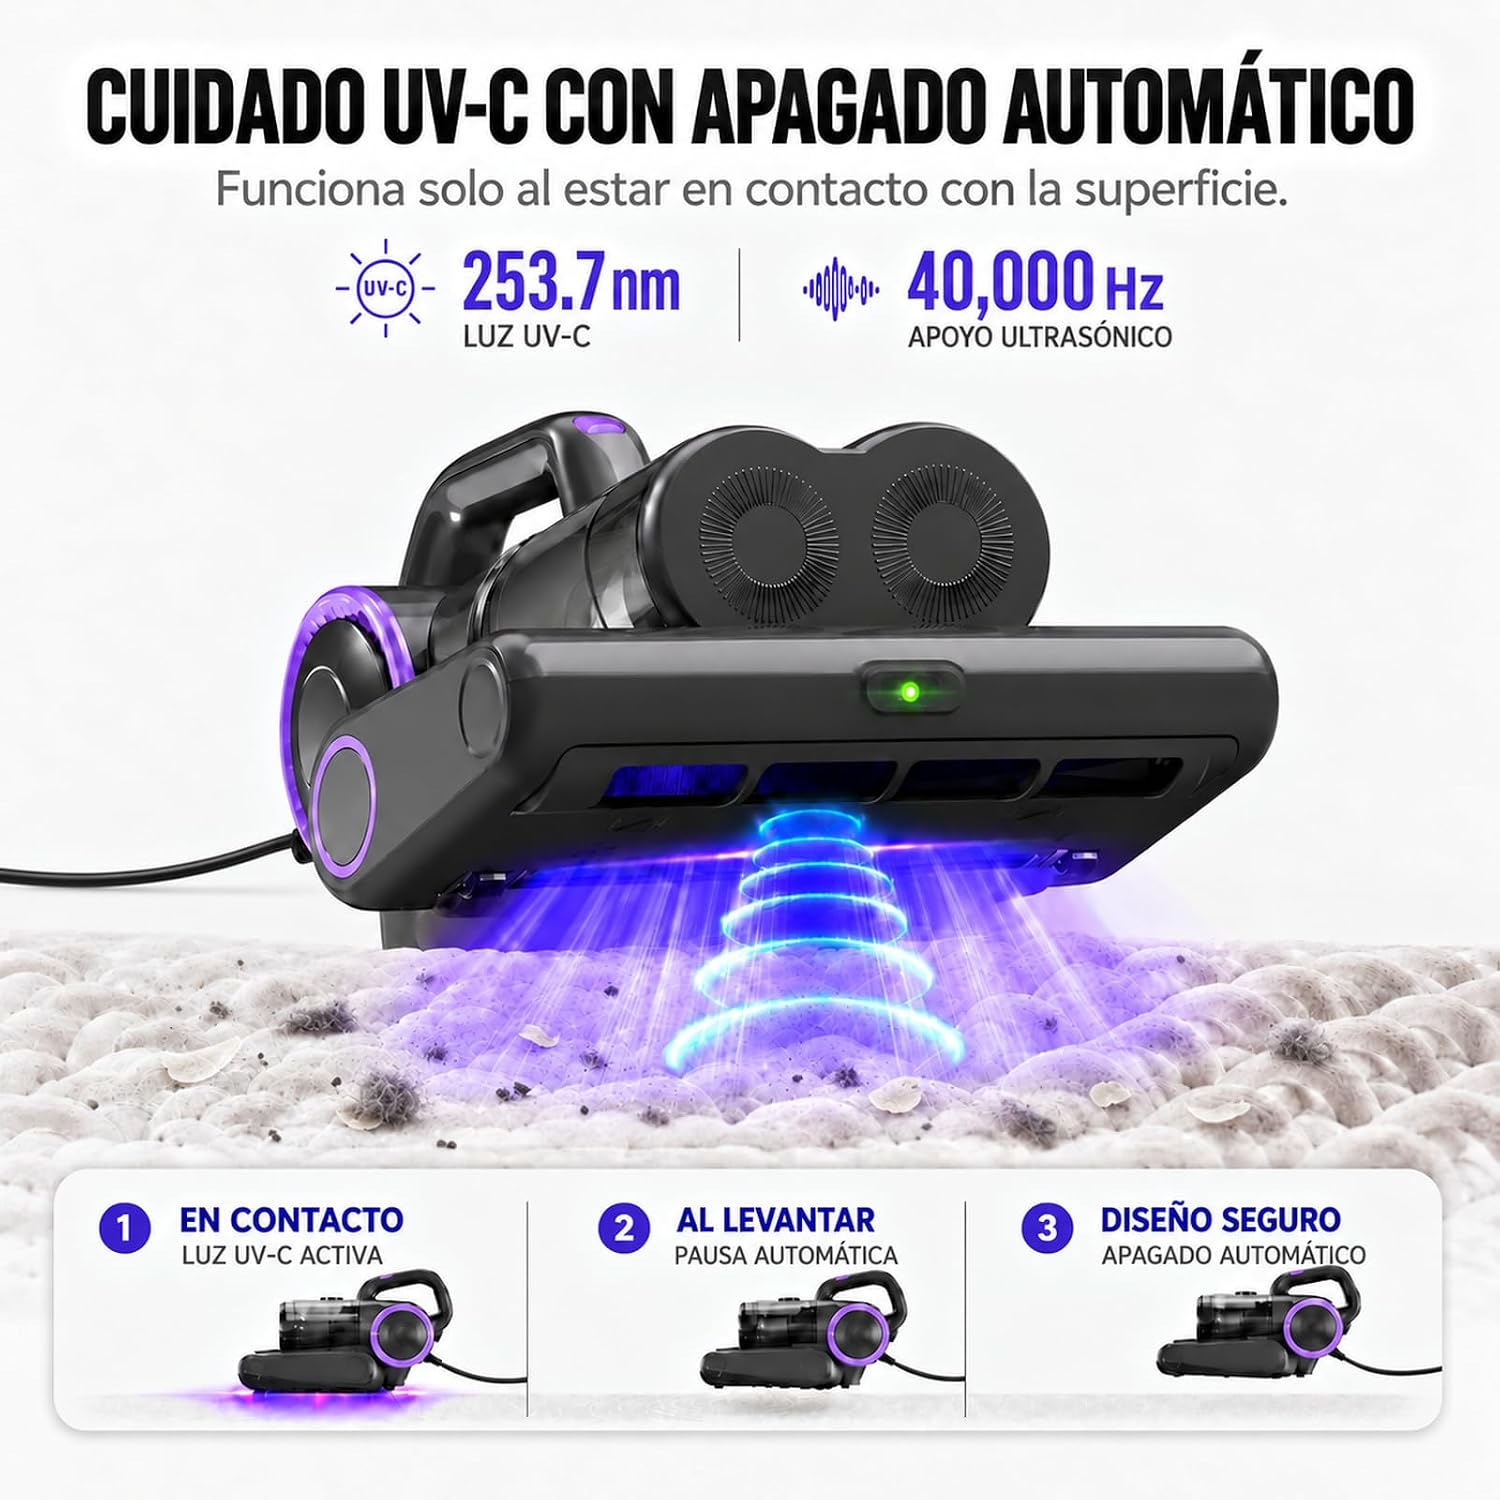 CUIDADO UV-C CON APAGADO AUTOMÁTICO
Funciona solo al estar en contacto con la superficie.
UV-C
253.7 nm
LUZ UV-C
40,000 Hz
APOYO ULTRASÓNICO
1 EN CONTACTO
LUZ UV-C ACTIVA
2 AL LEVANTAR
PAUSA AUTOMÁTICA
3 DISEÑO SEGURO
APAGADO AUTOMÁTICO